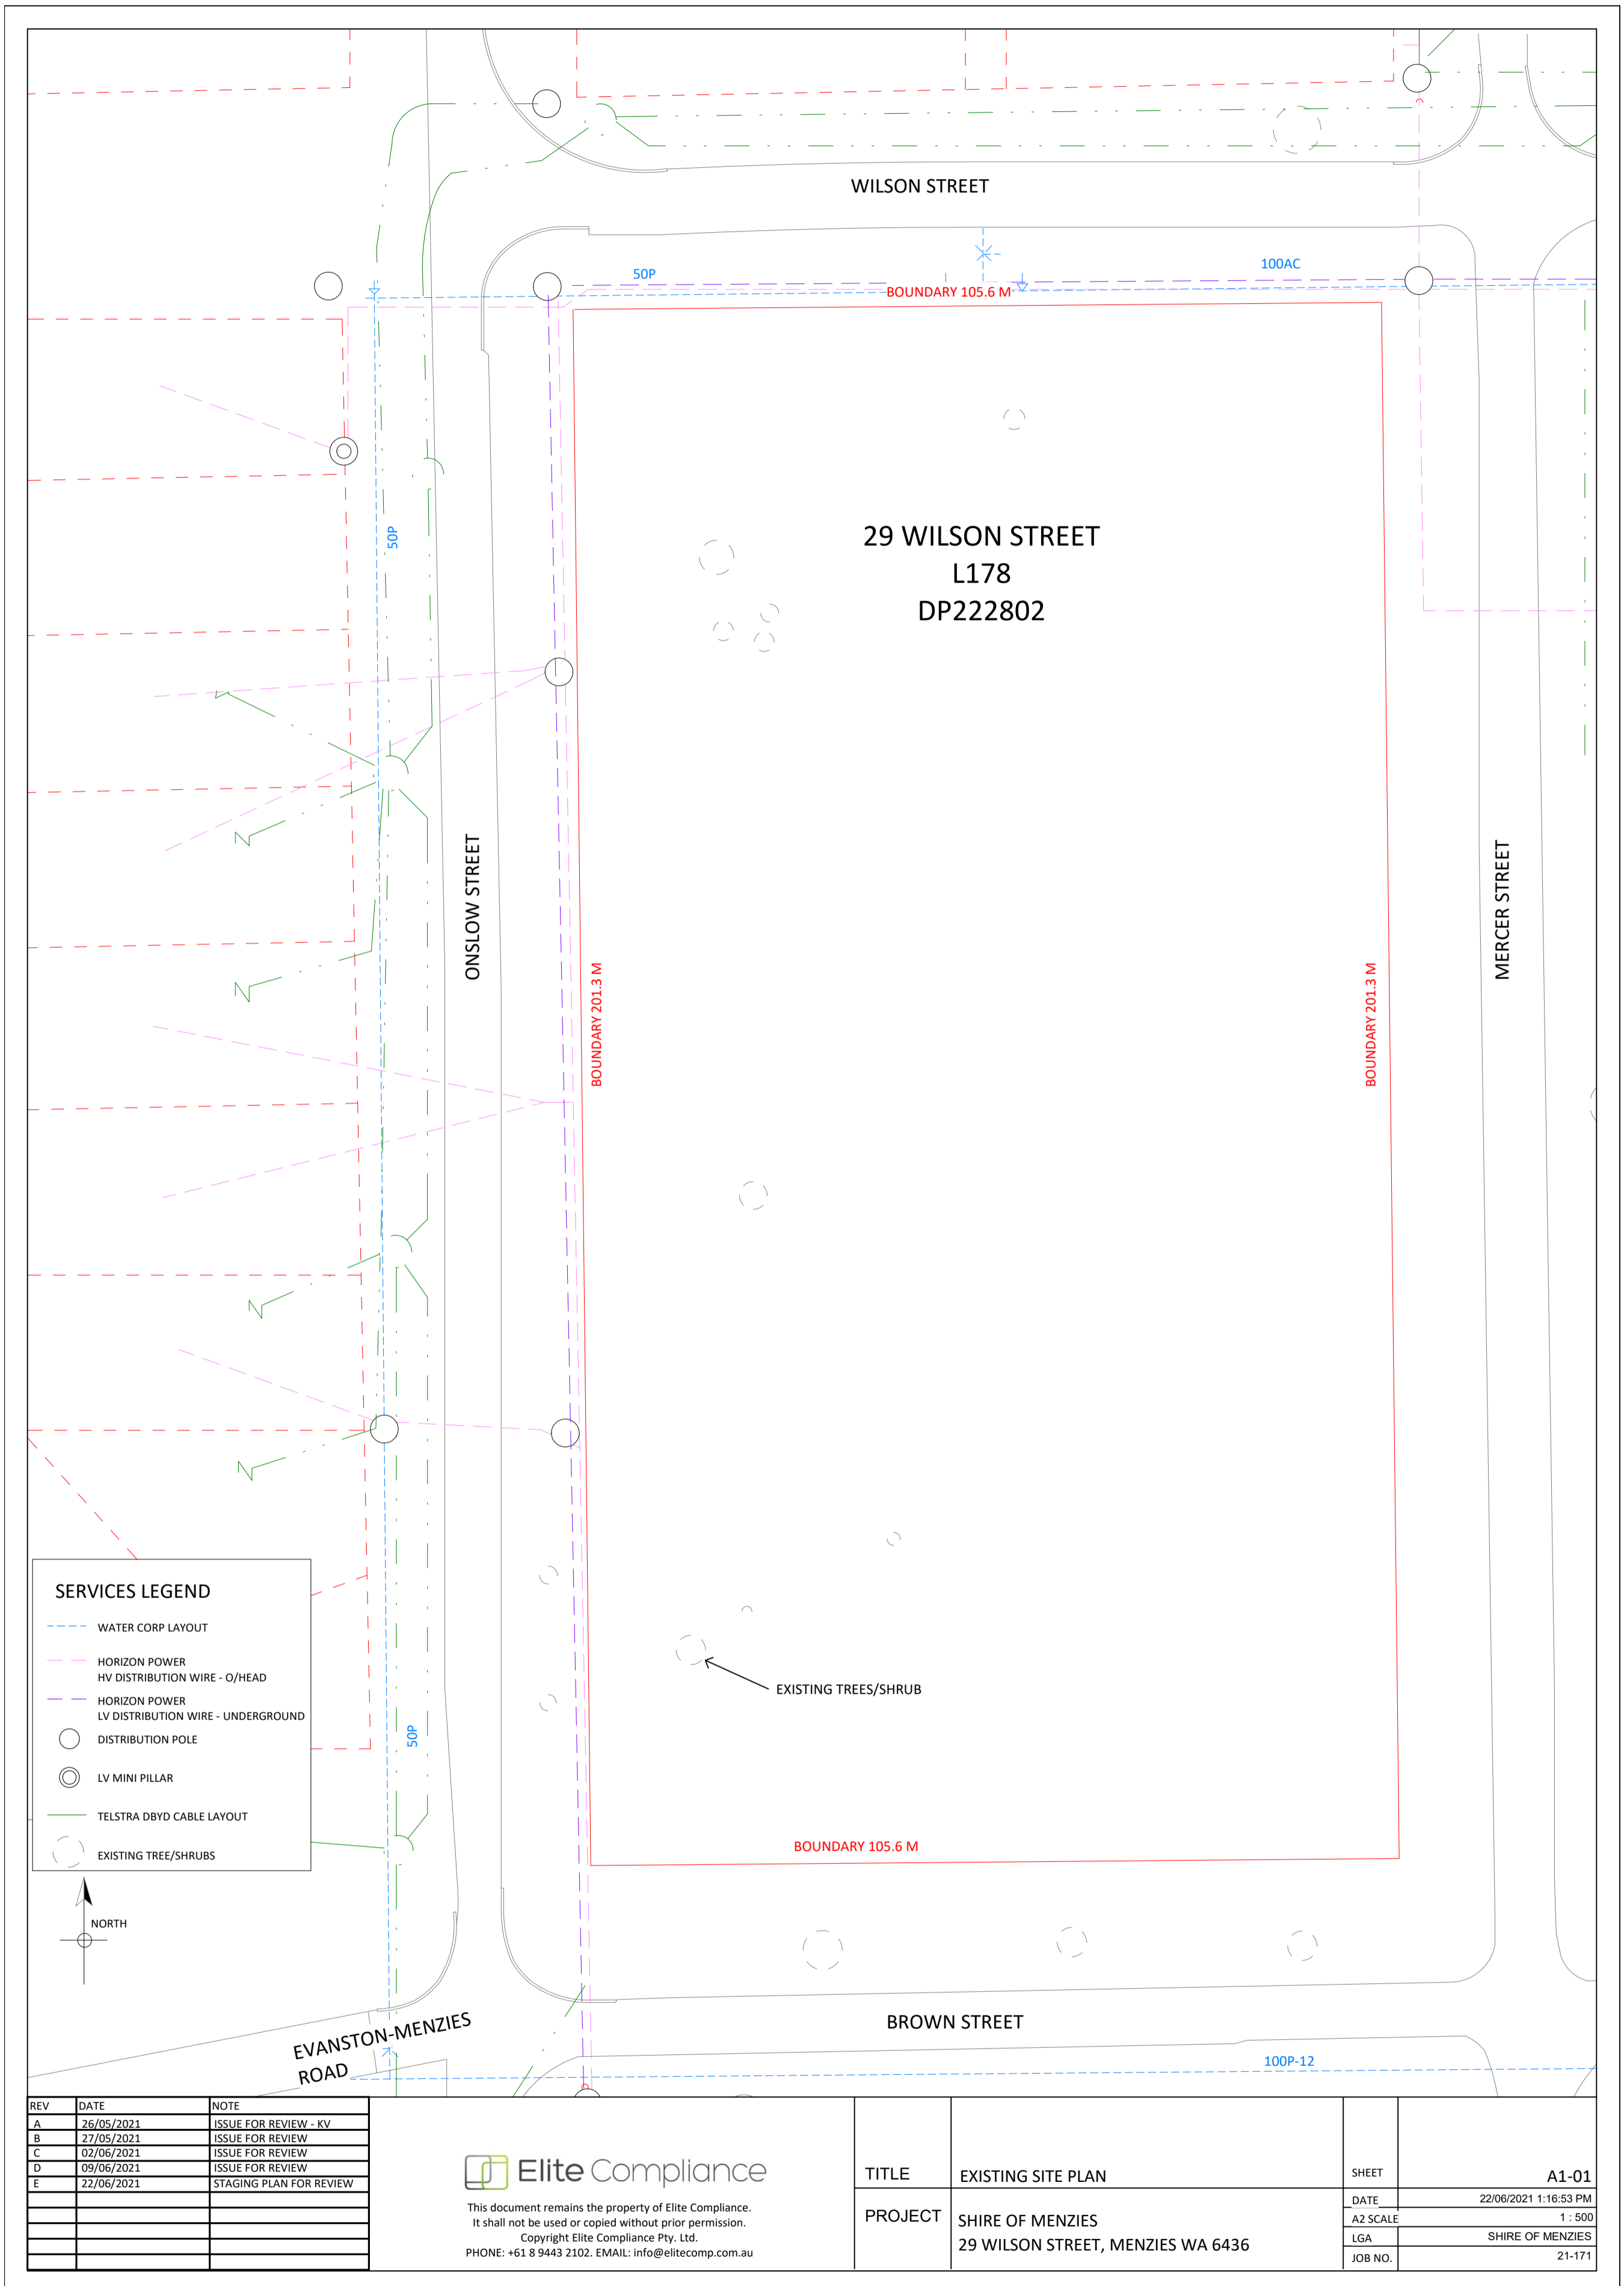 WILSON STREET
50P
100AC
BOUNDARY 105.6 M
50P
29 WILSON STREET
L178
DP222802
ONSLOW STREET
MERCER STREET
BOUNDARY 201.3 M
BOUNDARY 201.3 M
SERVICES LEGEND
WATER CORP LAYOUT
HORIZON POWER
HV DISTRIBUTION WIRE - O/HEAD
HORIZON POWER
LV DISTRIBUTION WIRE - UNDERGROUND
DISTRIBUTION POLE
LV MINI PILLAR
TELSTRA DBYD CABLE LAYOUT
EXISTING TREE/SHRUBS
EXISTING TREES/SHRUB
50P
BOUNDARY 105.6 M
NORTH
EVANSTON-MENZIES
ROAD
BROWN STREET
100P-12
REV DATE NOTE
A 26/05/2021 ISSUE FOR REVIEW - KV
B 27/05/2021 ISSUE FOR REVIEW
C 02/06/2021 ISSUE FOR REVIEW
D 09/06/2021 ISSUE FOR REVIEW
E 22/06/2021 STAGING PLAN FOR REVIEW
Elite Compliance
This document remains the property of Elite Compliance.
It shall not be used or copied without prior permission.
Copyright Elite Compliance Pty. Ltd.
PHONE: +61 8 9443 2102. EMAIL: info@elitecomp.com.au
TITLE EXISTING SITE PLAN
PROJECT SHIRE OF MENZIES
29 WILSON STREET, MENZIES WA 6436
SHEET A1-01
DATE 22/06/2021 1:16:53 PM
A2 SCALE 1 : 500
LGA SHIRE OF MENZIES
JOB NO. 21-171